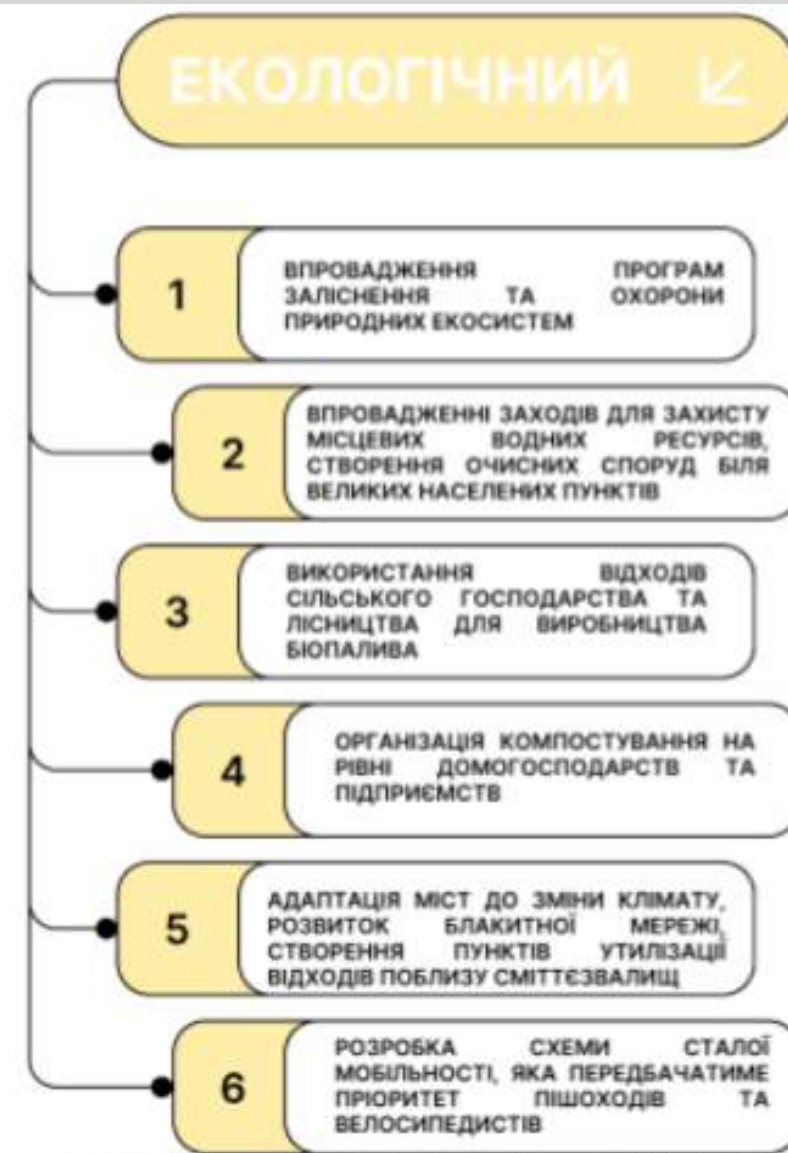 ЕКОЛОГІЧНИЙ
1
ВПРОВАДЖЕННЯ ПРОГРАМ
ЗАЛІСНЕННЯ ТА ОХОРОНИ
ПРИРОДНИХ ЕКОСИСТЕМ
2
ВПРОВАДЖЕННІ ЗАХОДІВ ДЛЯ ЗАХИСТУ
МІСЦЕВИХ ВОДНИХ РЕСУРСІВ,
СТВОРЕННЯ ОЧИСНИХ СПОРУД БІЛЯ
ВЕЛИКИХ НАСЕЛЕНИХ ПУНКТІВ
3
ВИКОРИСТАННЯ ВІДХОДІВ
СІЛЬСЬКОГО ГОСПОДАРСТВА ТА
ЛІСНИЦТВА ДЛЯ ВИРОБНИЦТВА
БІОПАЛИВА
4
ОРГАНІЗАЦІЯ КОМПОСТУВАННЯ НА
РІВНІ ДОМОГОСПОДАРСТВ ТА
ПІДПРИЄМСТВ
5
АДАПТАЦІЯ МІСТ ДО ЗМІНИ КЛІМАТУ,
РОЗВИТОК БЛАКИТНОЇ МЕРЕЖІ,
СТВОРЕННЯ ПУНКТІВ УТИЛІЗАЦІЇ
ВІДХОДІВ ПОБЛИЗУ СМІТТЄЗВАЛИЩ
6
РОЗРОБКА СХЕМИ СТАЛОЇ
МОБІЛЬНОСТІ, ЯКА ПЕРЕДБАЧАТИМЕ
ПРІОРИТЕТ ПІШОХОДІВ ТА
ВЕЛОСИПЕДИСТІВ